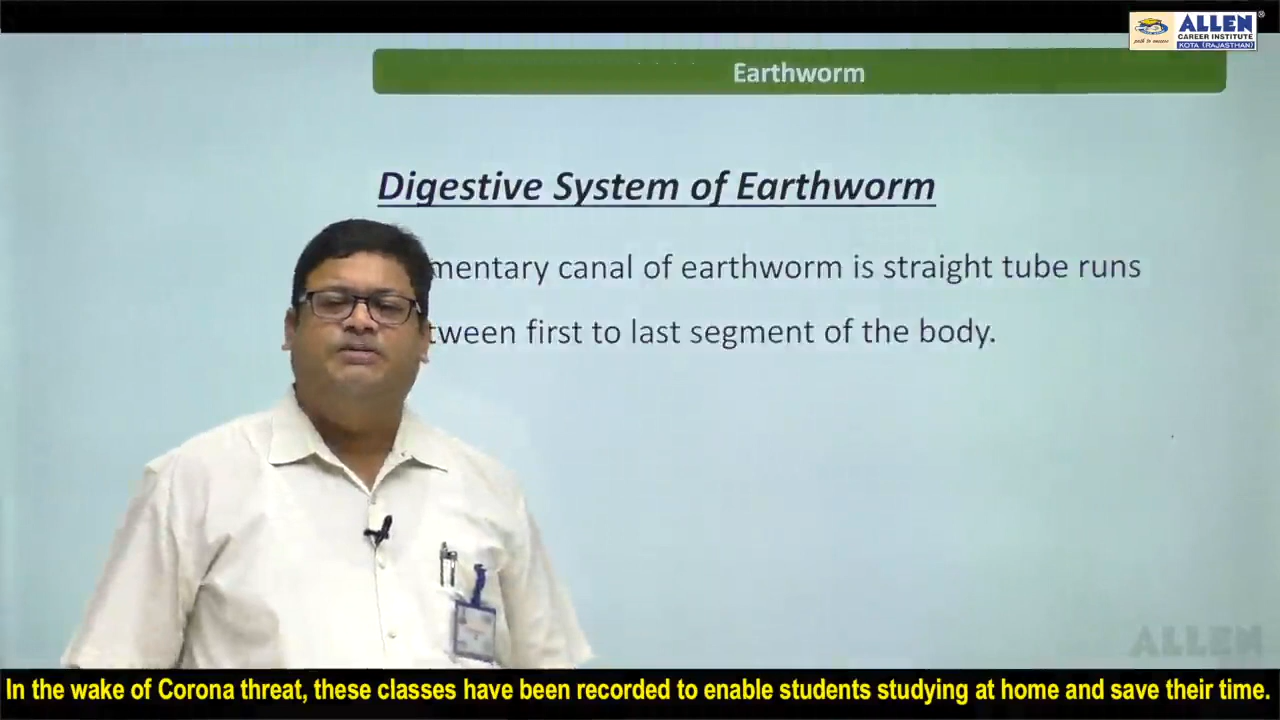 ALLEN
CAREER INSTITUTE
KOTA (RAJASTHAN)
Earthworm
Digestive System of Earthworm
mentary canal of earthworm is straight tube runs
tween first to last segment of the body.
ALLEN
In the wake of Corona threat, these classes have been recorded to enable students studying at home and save their time.